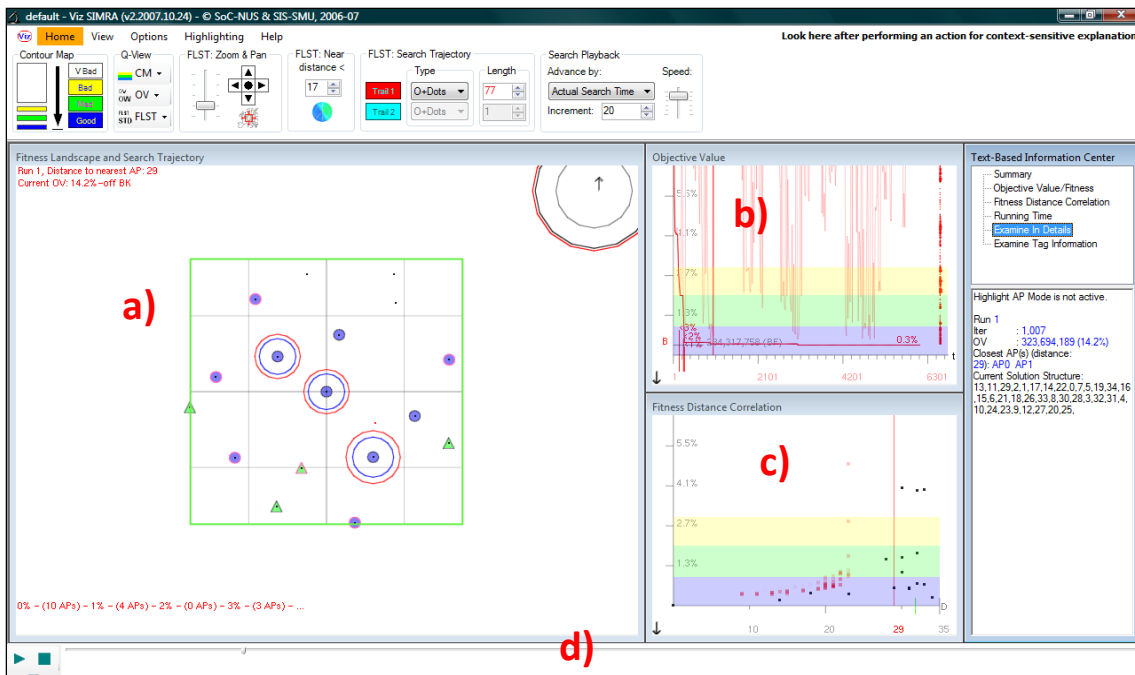 default - Viz SIMRA (v2.2007.10.24) - © SoC-NUS & SIS-SMU, 2006-07
Viz Home View Options Highlighting Help
Look here after performing an action for context-sensitive explanation
Contour Map
V Bad
Bad
Good
Q-View
CM
OV OW OV
FLST STD FLST
FLST: Zoom & Pan
FLST: Near
distance <
17
FLST: Search Trajectory
Type
Length
Trail 1
O+Dots
77
Trail 2
O+Dots
1
Search Playback
Advance by:
Speed:
Actual Search Time
Increment: 20
Fitness Landscape and Search Trajectory
Run 1, Distance to nearest AP: 29
Current OV: 14.2%-off BK
a)
0% - (10 APs) - 1% - (4 APs) - 2% - (0 APs) - 3% - (3 APs) - ...
Objective Value
b)
B
0.3%
t
1
2101
4201
6301
Fitness Distance Correlation
5.5%
c)
4.1%
2.7%
1.3%
D
10
20
29
35
d)
Text-Based Information Center
Summary
Objective Value/Fitness
Fitness Distance Correlation
Running Time
Examine In Details
Examine Tag Information
Highlight AP Mode is not active.
Run 1
Iter : 1,007
OV : 323,694,189 (14.2%)
Closest AP(s) (distance:
29): AP0 AP1
Current Solution Structure:
13,11,29,2,1,17,14,22,0,7,5,19,34,16
,15,6,21,18,26,33,8,30,28,3,32,31,4,
10,24,23,9,12,27,20,25,